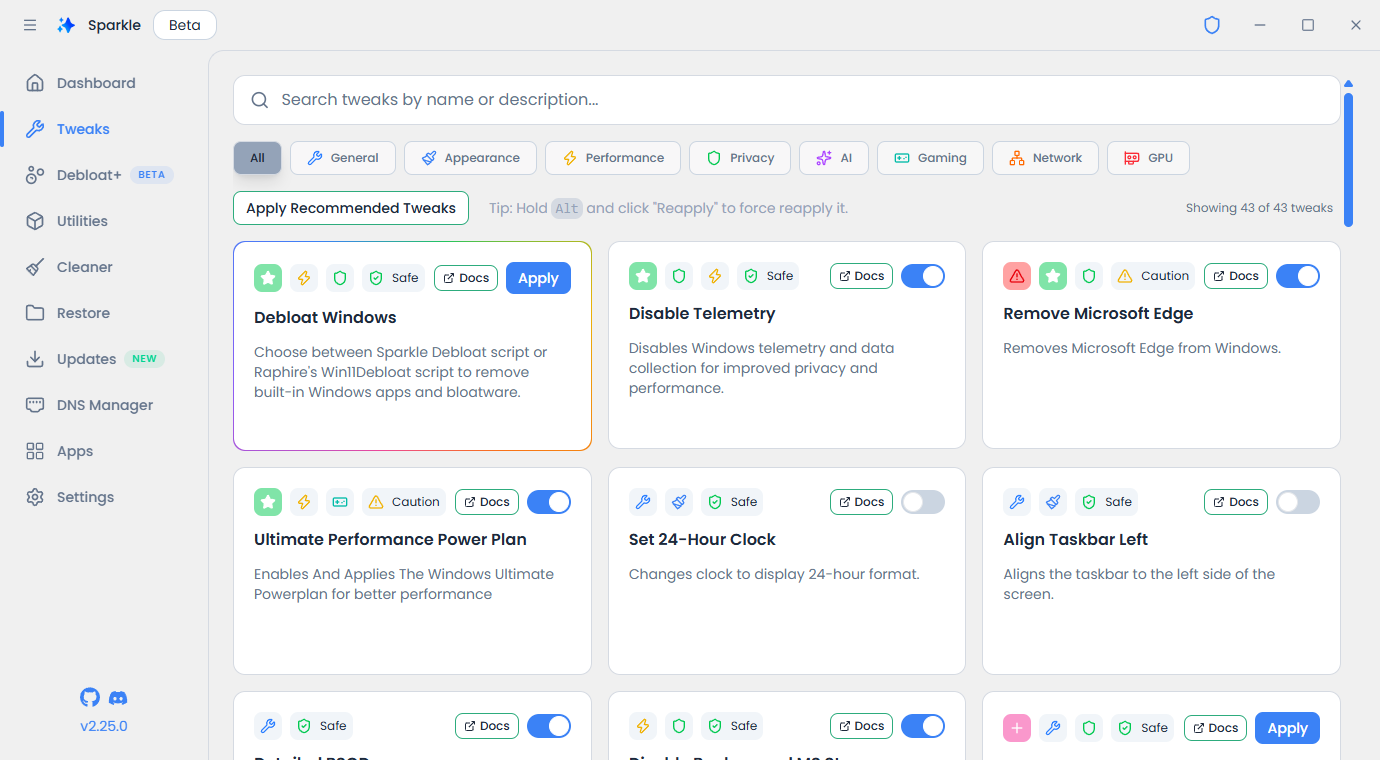 Sparkle
Beta
Dashboard
Tweaks
Debloat+ BETA
Utilities
Cleaner
Restore
Updates NEW
DNS Manager
Apps
Settings
v2.25.0
Search tweaks by name or description...
All General Appearance Performance Privacy AI Gaming Network GPU
Apply Recommended Tweaks
Tip: Hold Alt and click "Reapply" to force reapply it.
Showing 43 of 43 tweaks
Safe Docs Apply
Debloat Windows
Choose between Sparkle Debloat script or
Raphire's Win11Debloat script to remove
built-in Windows apps and bloatware.
Safe Docs
Disable Telemetry
Disables Windows telemetry and data
collection for improved privacy and
performance.
Caution Docs
Remove Microsoft Edge
Removes Microsoft Edge from Windows.
Caution Docs
Ultimate Performance Power Plan
Enables And Applies The Windows Ultimate
Powerplan for better performance
Safe Docs
Set 24-Hour Clock
Changes clock to display 24-hour format.
Safe Docs
Align Taskbar Left
Aligns the taskbar to the left side of the
screen.
Safe Docs
Safe Docs
Safe Docs Apply